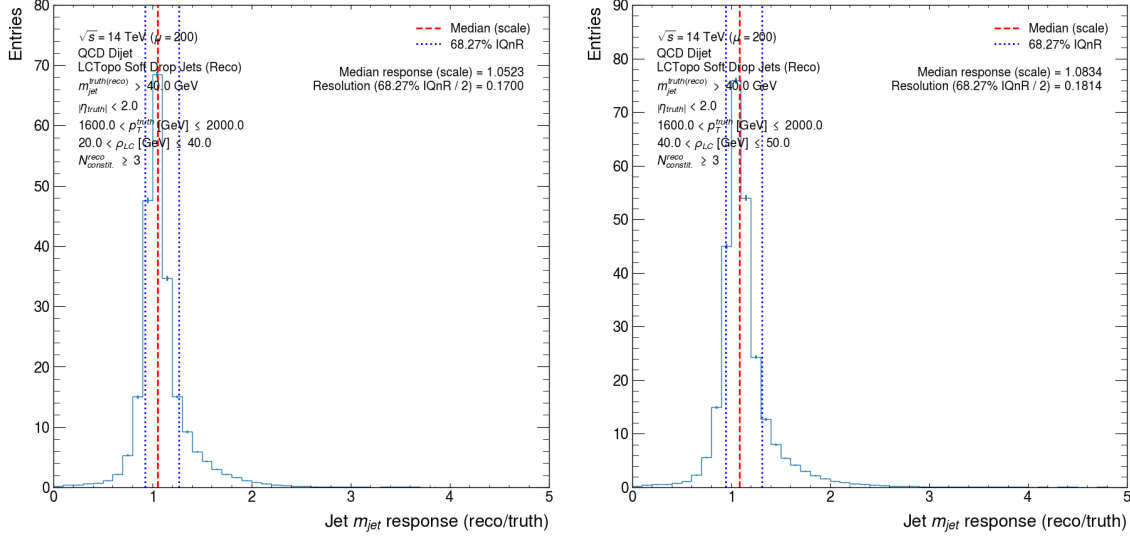 Entries
80
70
60
50
40
30
20
10
0
√s = 14 TeV (μ = 200)
QCD Dijet
LCTopo Soft Drop Jets (Reco)
m_jet^truth(reco) > 40.0 GeV
|η_truth| < 2.0
1600.0 < p_T^truth [GeV] ≤ 2000.0
20.0 < ρ_LC [GeV] ≤ 40.0
N_constit.^reco ≥ 3
Median (scale)
68.27% IQnR
Median response (scale) = 1.0523
Resolution (68.27% IQnR / 2) = 0.1700
0 1 2 3 4 5
Jet m_jet response (reco/truth)
Entries
90
80
70
60
50
40
30
20
10
0
√s = 14 TeV (μ = 200)
QCD Dijet
LCTopo Soft Drop Jets (Reco)
m_jet^truth(reco) > 40.0 GeV
|η_truth| < 2.0
1600.0 < p_T^truth [GeV] ≤ 2000.0
40.0 < ρ_LC [GeV] ≤ 50.0
N_constit.^reco ≥ 3
Median (scale)
68.27% IQnR
Median response (scale) = 1.0834
Resolution (68.27% IQnR / 2) = 0.1814
0 1 2 3 4 5
Jet m_jet response (reco/truth)